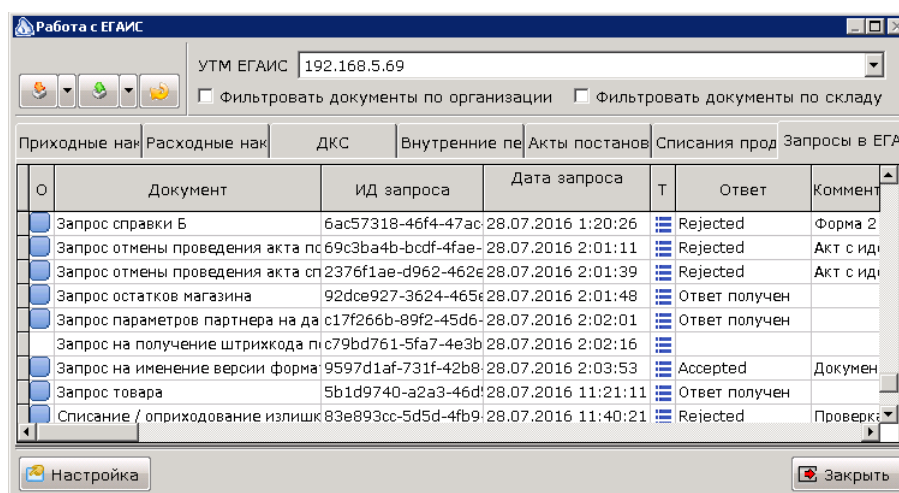 Работа с ЕГАИС
УТМ ЕГАИС 192.168.5.69
Фильтровать документы по организации Фильтровать документы по складу
Приходные нак Расходные нак ДКС Внутренние пе Акты постанов Списания прод Запросы в ЕГА
О Документ ИД запроса Дата запроса Т Ответ Коммент
Запрос справки Б 6ac57318-46f4-47ac- 28.07.2016 1:20:26 Rejected Форма 2
Запрос отмены проведения акта по 69c3ba4b-bcdf-4fae- 28.07.2016 2:01:11 Rejected Акт с иде
Запрос отмены проведения акта сп 2376f1ae-d962-462e 28.07.2016 2:01:39 Rejected Акт с иде
Запрос остатков магазина 92dce927-3624-465e 28.07.2016 2:01:48 Ответ получен
Запрос параметров партнера на да c17f266b-89f2-45d6- 28.07.2016 2:02:01 Ответ получен
Запрос на получение штрихкода п c79bd761-5fa7-4e3b 28.07.2016 2:02:16
Запрос на именение версии форма 9597d1af-731f-42b8- 28.07.2016 2:03:53 Accepted Докумен
Запрос товара 5b1d9740-a2a3-46d 28.07.2016 11:21:11 Ответ получен
Списание / оприходование излишк 83e893cc-5d5d-4fb9- 28.07.2016 11:40:21 Rejected Проверка
Настройка Закрыть